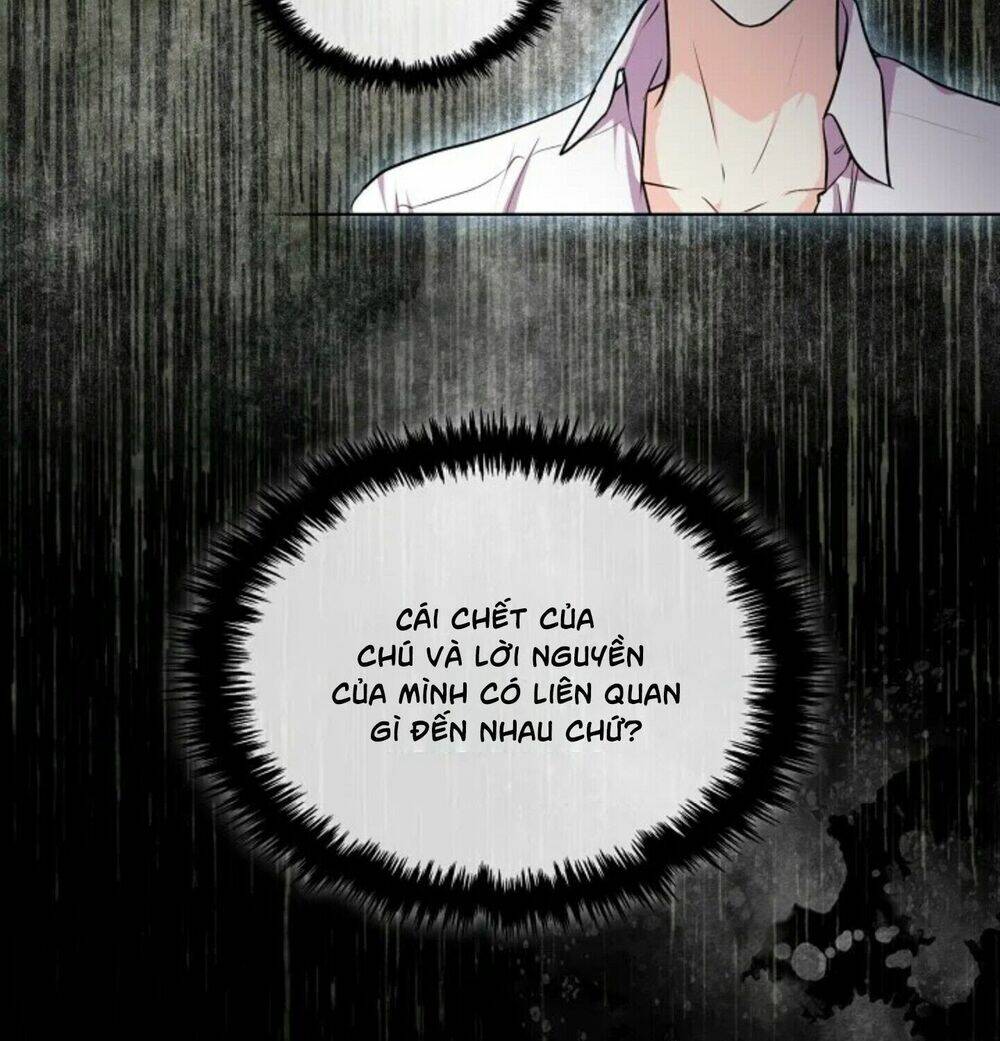 CÁI CHẾT CỦA
CHÚ VÀ LỜI NGUYỀN
CỦA MÌNH CÓ LIÊN QUAN
GÌ ĐẾN NHAU CHỨ?